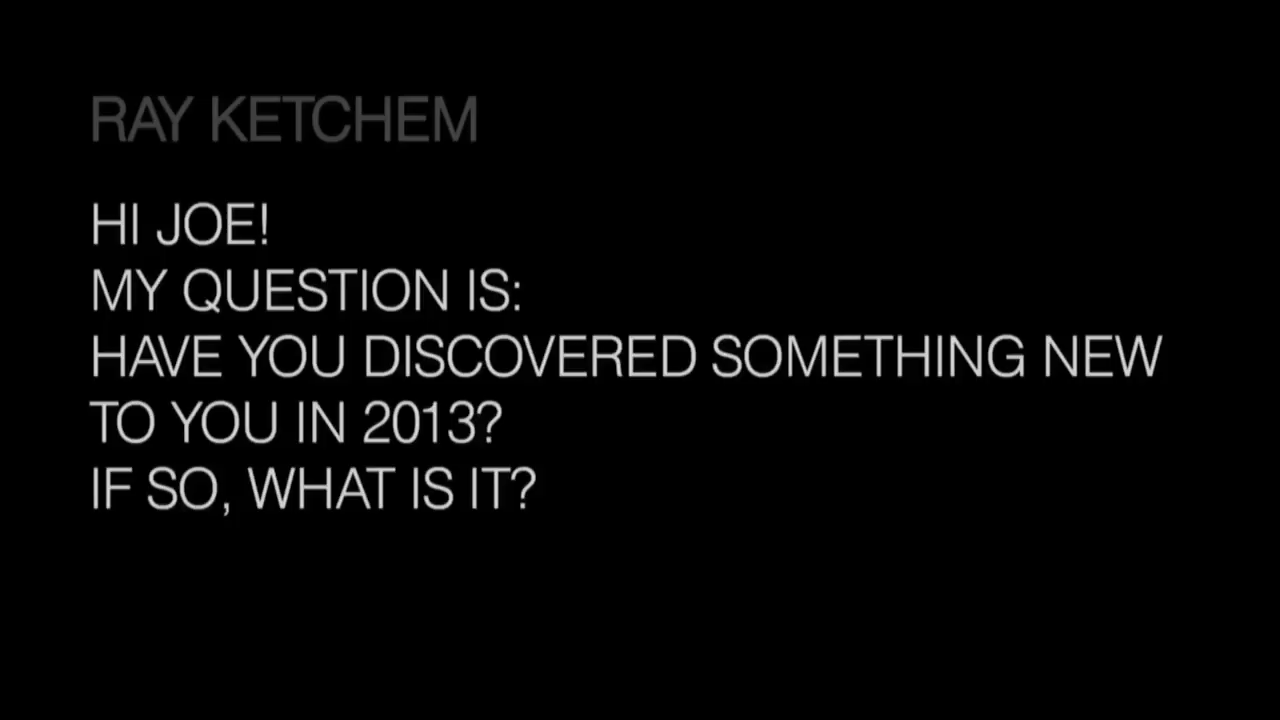 RAY KETCHEM
HI JOE!
MY QUESTION IS:
HAVE YOU DISCOVERED SOMETHING NEW
TO YOU IN 2013?
IF SO, WHAT IS IT?